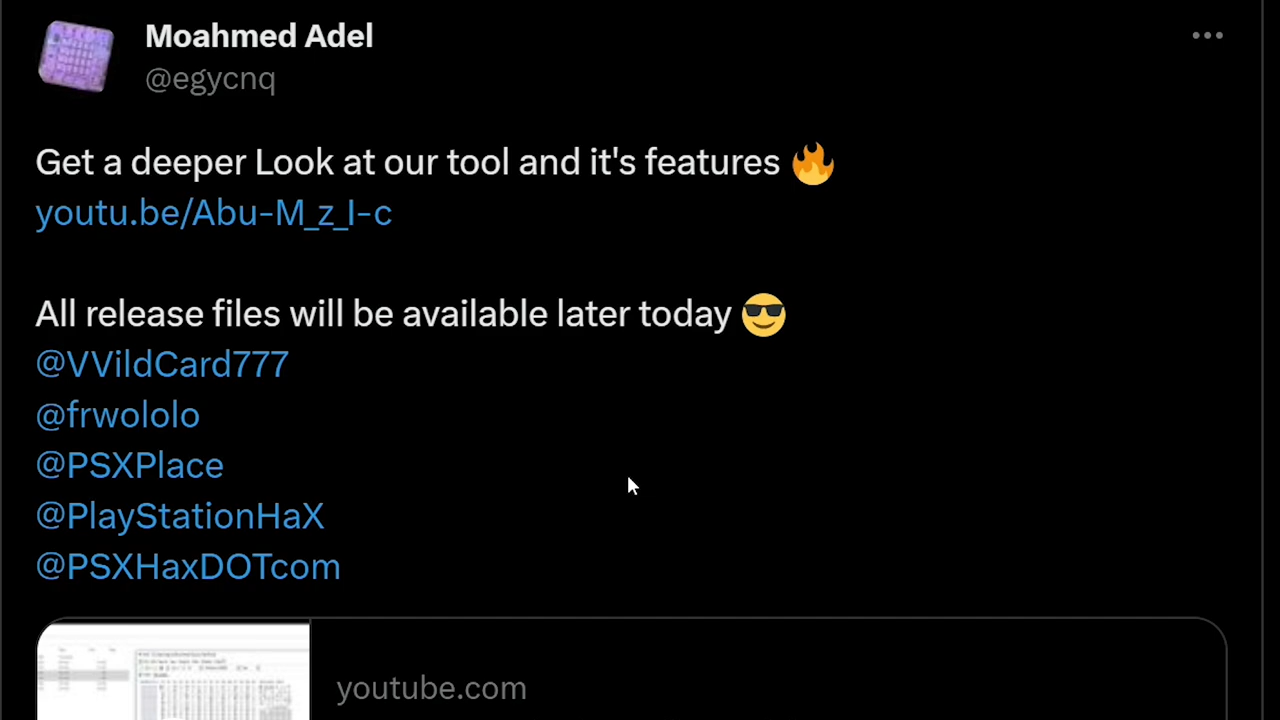 Moahmed Adel
@egycnq
Get a deeper Look at our tool and it's features 🔥
youtu.be/Abu-M_z_I-c
All release files will be available later today 😎
@VVildCard777
@frwololo
@PSXPlace
@PlayStationHaX
@PSXHaxDOTcom
youtube.com